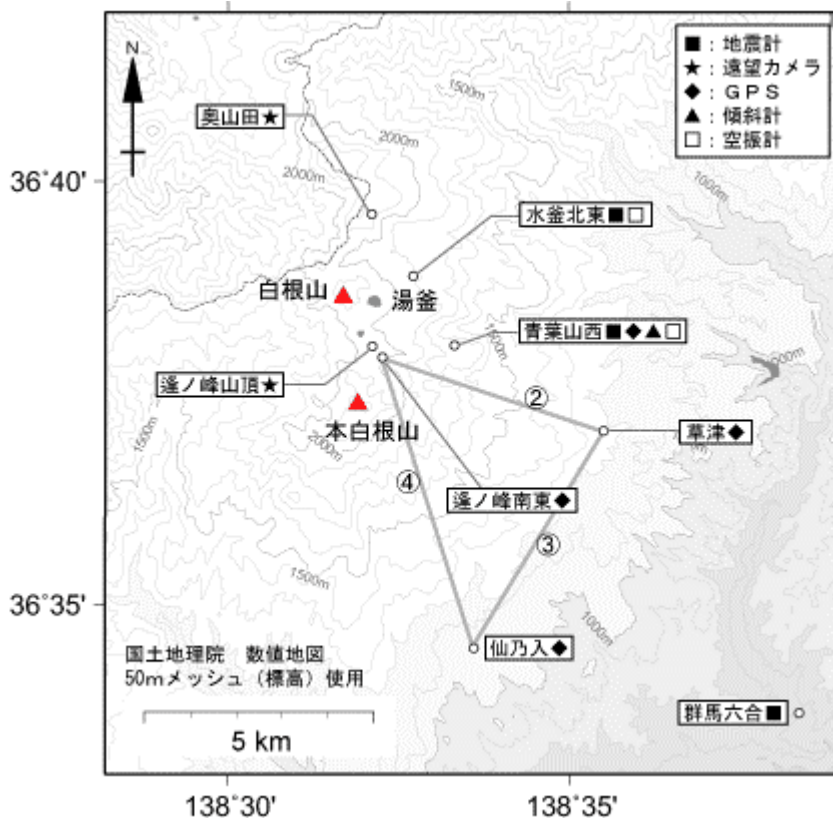 N
■：地震計
★：遠望カメラ
◆：GPS
▲：傾斜計
□：空振計
1500m
2000m
奥山田★
1000m
36˚40'
2000m
水釜北東■□
白根山
湯釜
青葉山西■◆▲□
1500m
逢ノ峰山頂★
②
本白根山
草津◆
2000m
④
逢ノ峰南東◆
③
1500m
36˚35'
1000m
仙乃入◆
国土地理院 数値地図
50mメッシュ（標高）使用
群馬六合■
5 km
138˚30'
138˚35'